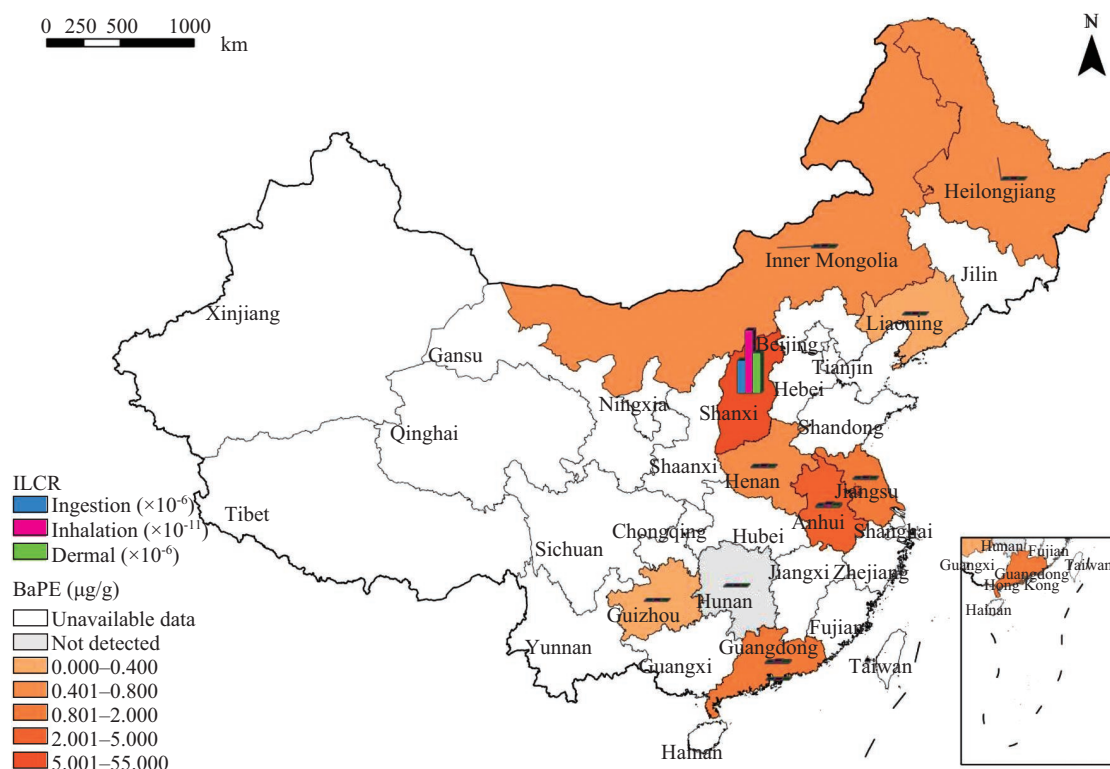 0 250 500 1000
km
N
Heilongjiang
Inner Mongolia
Jilin
Xinjiang
Liaoning
Beijing
Gansu
Tianjin
Hebei
Ningxia
Shanxi
Qinghai
Shandong
Shaanxi
Henan
Jiangsu
Tibet
Anhui
Shanghai
Chongqing
Hubei
Sichuan
Jiangxi
Zhejiang
Guizhou
Hunan
Fujian
Yunnan
Guangxi
Guangdong
Taiwan
Hainan
ILCR
Ingestion (×10⁻⁶)
Inhalation (×10⁻¹¹)
Dermal (×10⁻⁶)
BaPE (μg/g)
Unavailable data
Not detected
0.000–0.400
0.401–0.800
0.801–2.000
2.001–5.000
5.001–55.000
Hunan
Fujian
Guangxi
Taiwan
Guangdong
Hong Kong
Hainan